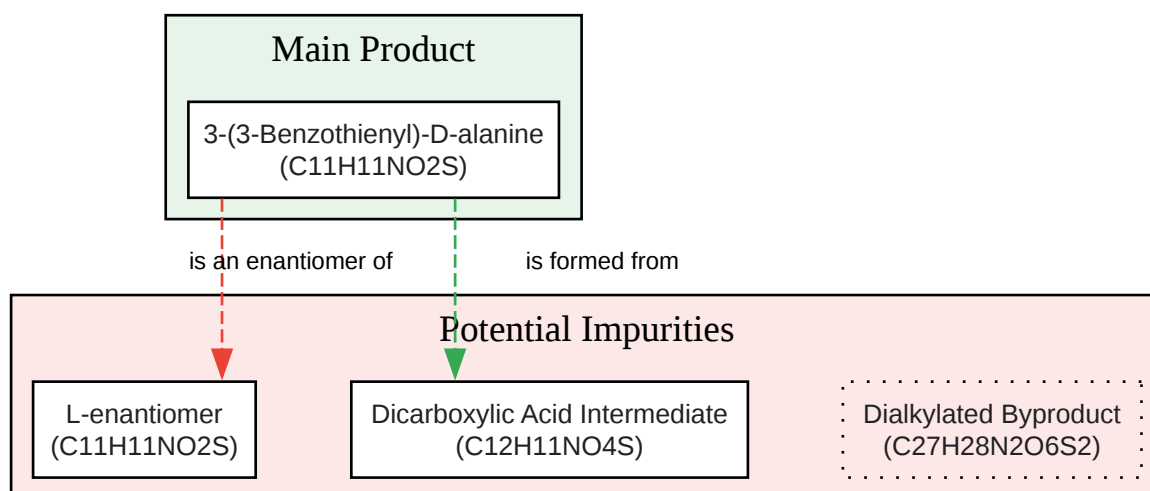 Main Product
3-(3-Benzothienyl)-D-alanine
(C11H11NO2S)
is an enantiomer of
is formed from
Potential Impurities
L-enantiomer
(C11H11NO2S)
Dicarboxylic Acid Intermediate
(C12H11NO4S)
Dialkylated Byproduct
(C27H28N2O6S2)